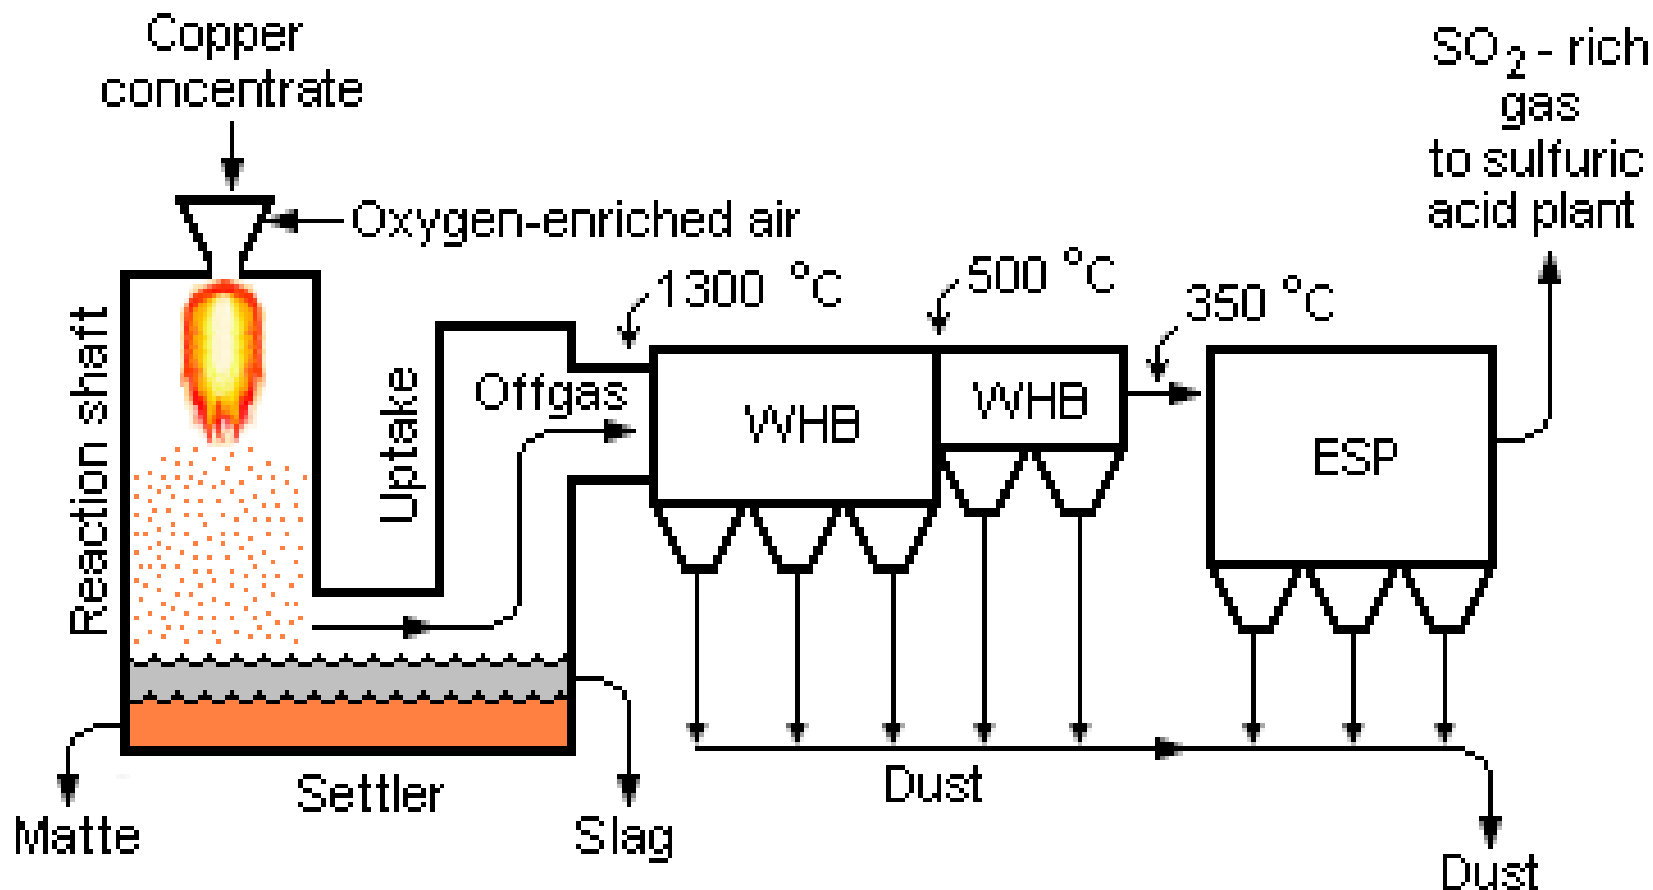 Copper
concentrate
SO₂ - rich
gas
to sulfuric
acid plant
Oxygen-enriched air
1300 °C
500 °C
350 °C
Reaction shaft
Uptake
Offgas
WHB
WHB
ESP
Settler
Dust
Matte
Slag
Dust